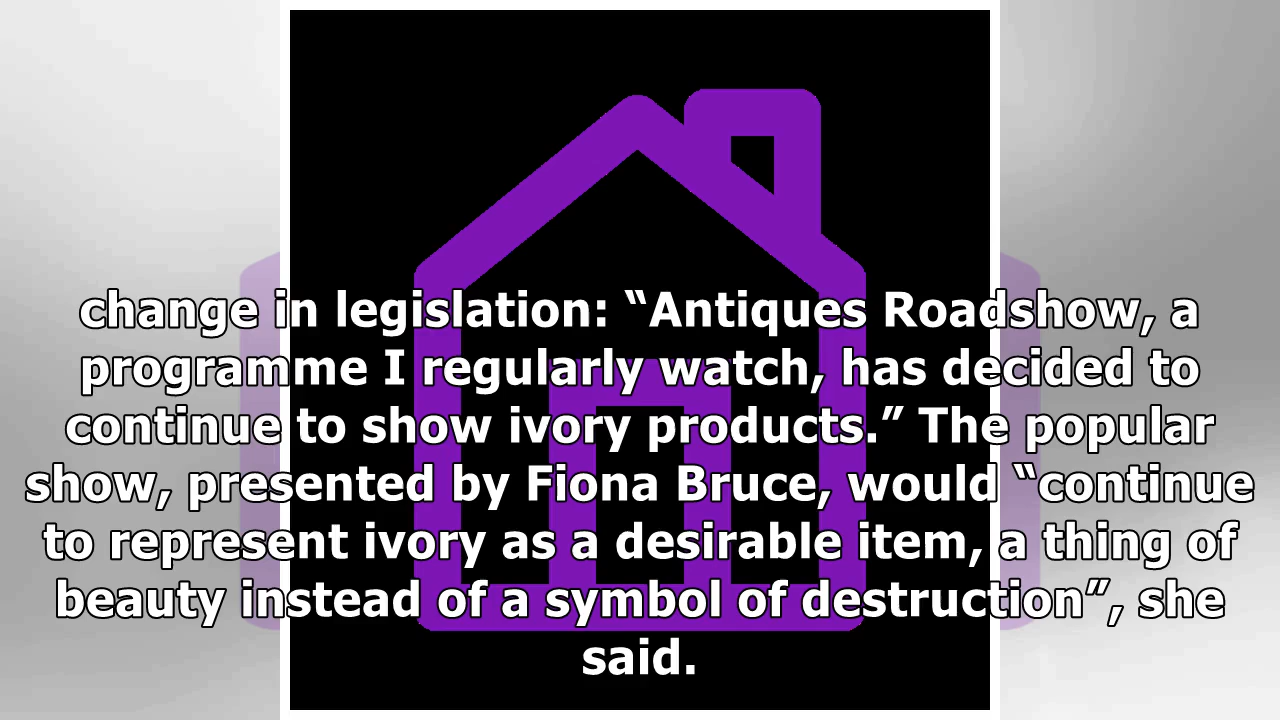 change in legislation: “Antiques Roadshow, a
programme I regularly watch, has decided to
continue to show ivory products.” The popular
show, presented by Fiona Bruce, would “continue
to represent ivory as a desirable item, a thing of
beauty instead of a symbol of destruction”, she
said.